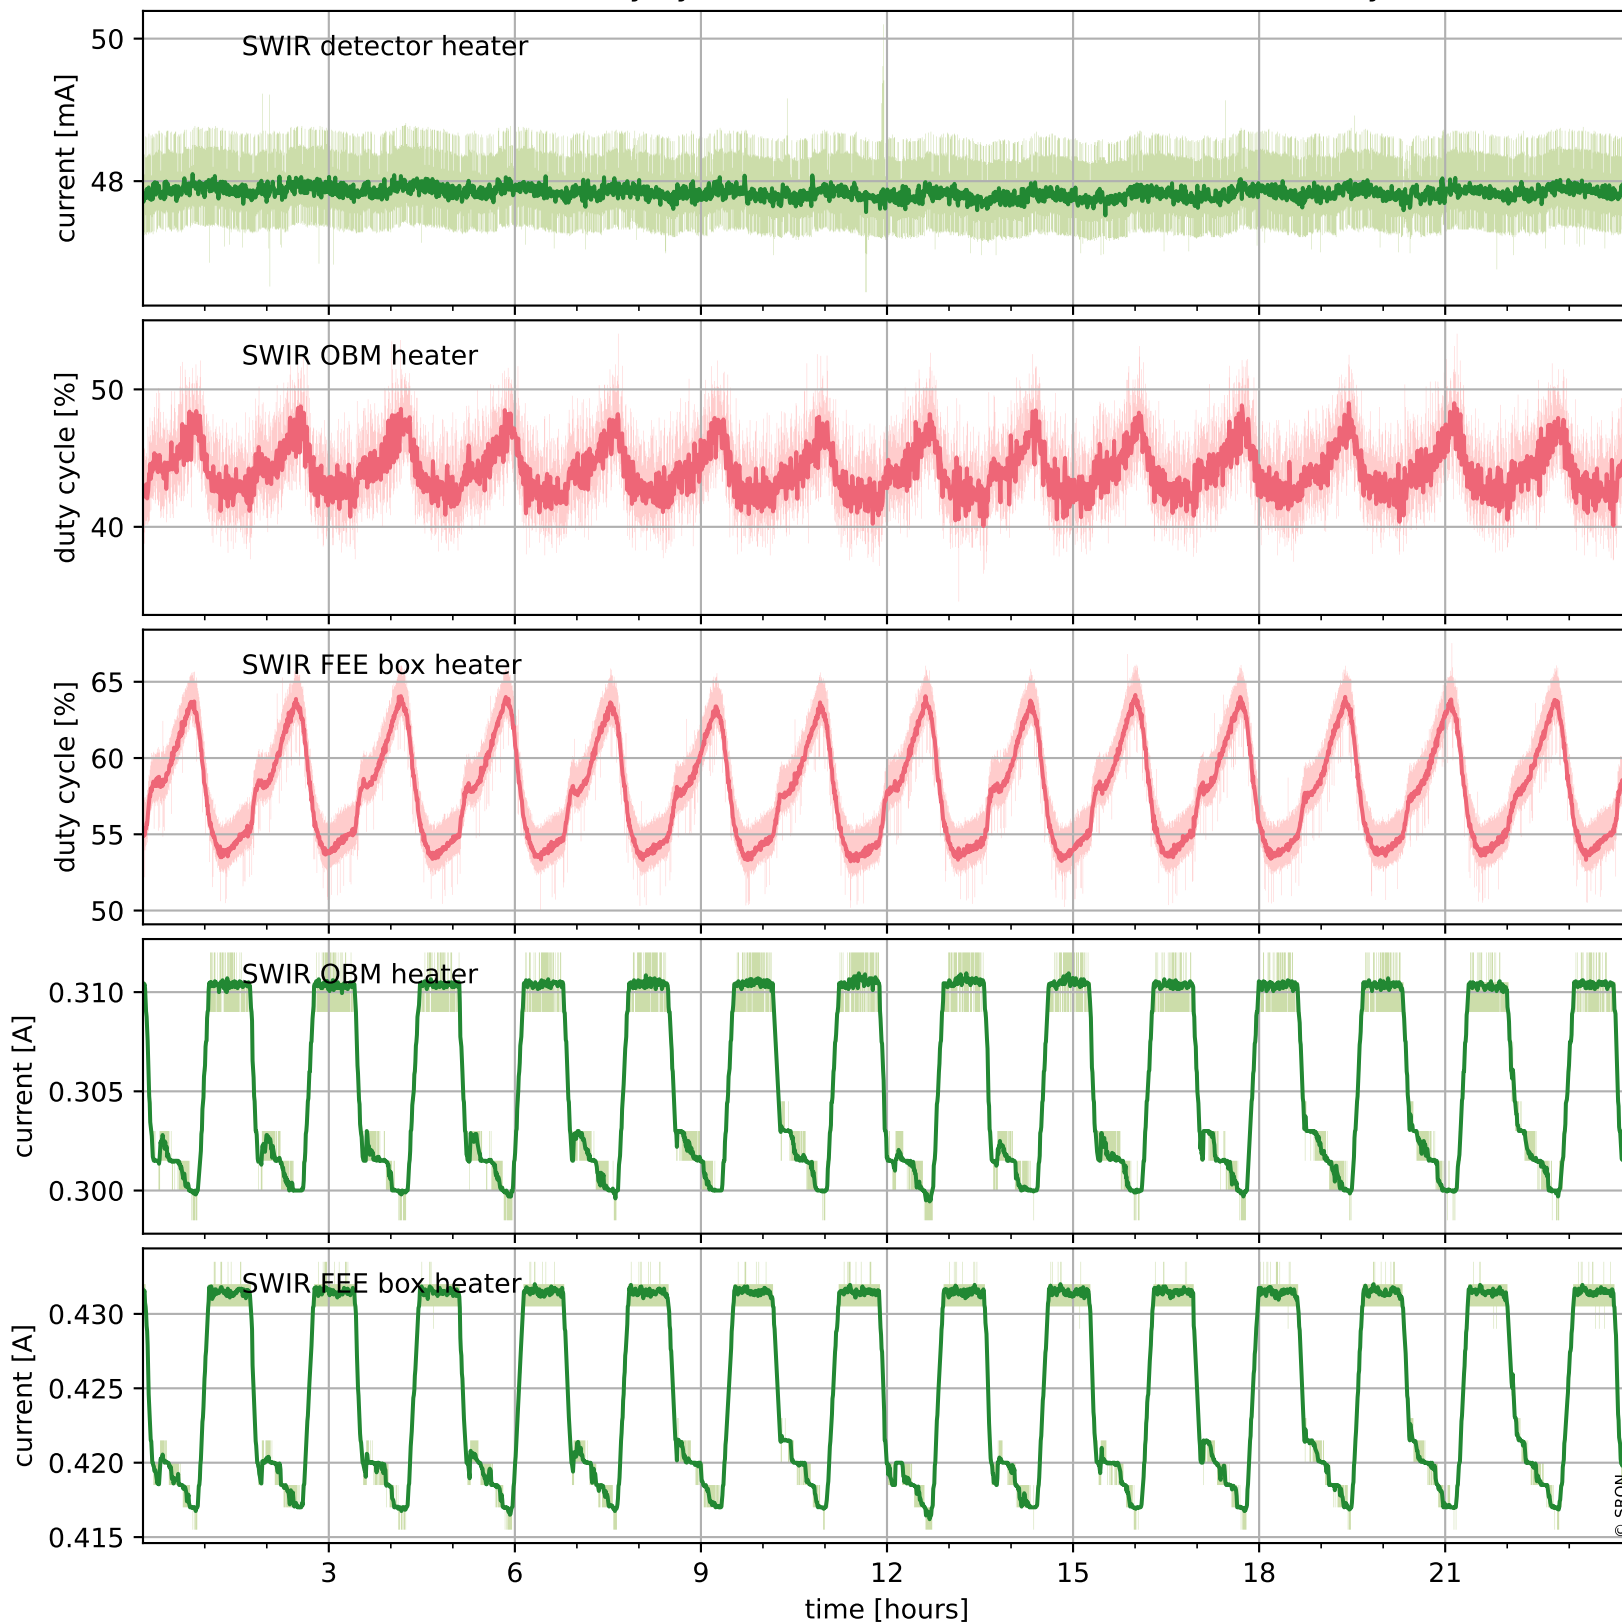 SWIR detector heater
50
48
current [mA]
SWIR OBM heater
50
40
duty cycle [%]
SWIR FEE box heater
65
60
55
50
duty cycle [%]
SWIR OBM heater
0.310
0.305
0.300
current [A]
SWIR FEE box heater
0.430
0.425
0.420
0.415
current [A]
3 6 9 12 15 18 21
time [hours]
© SRON